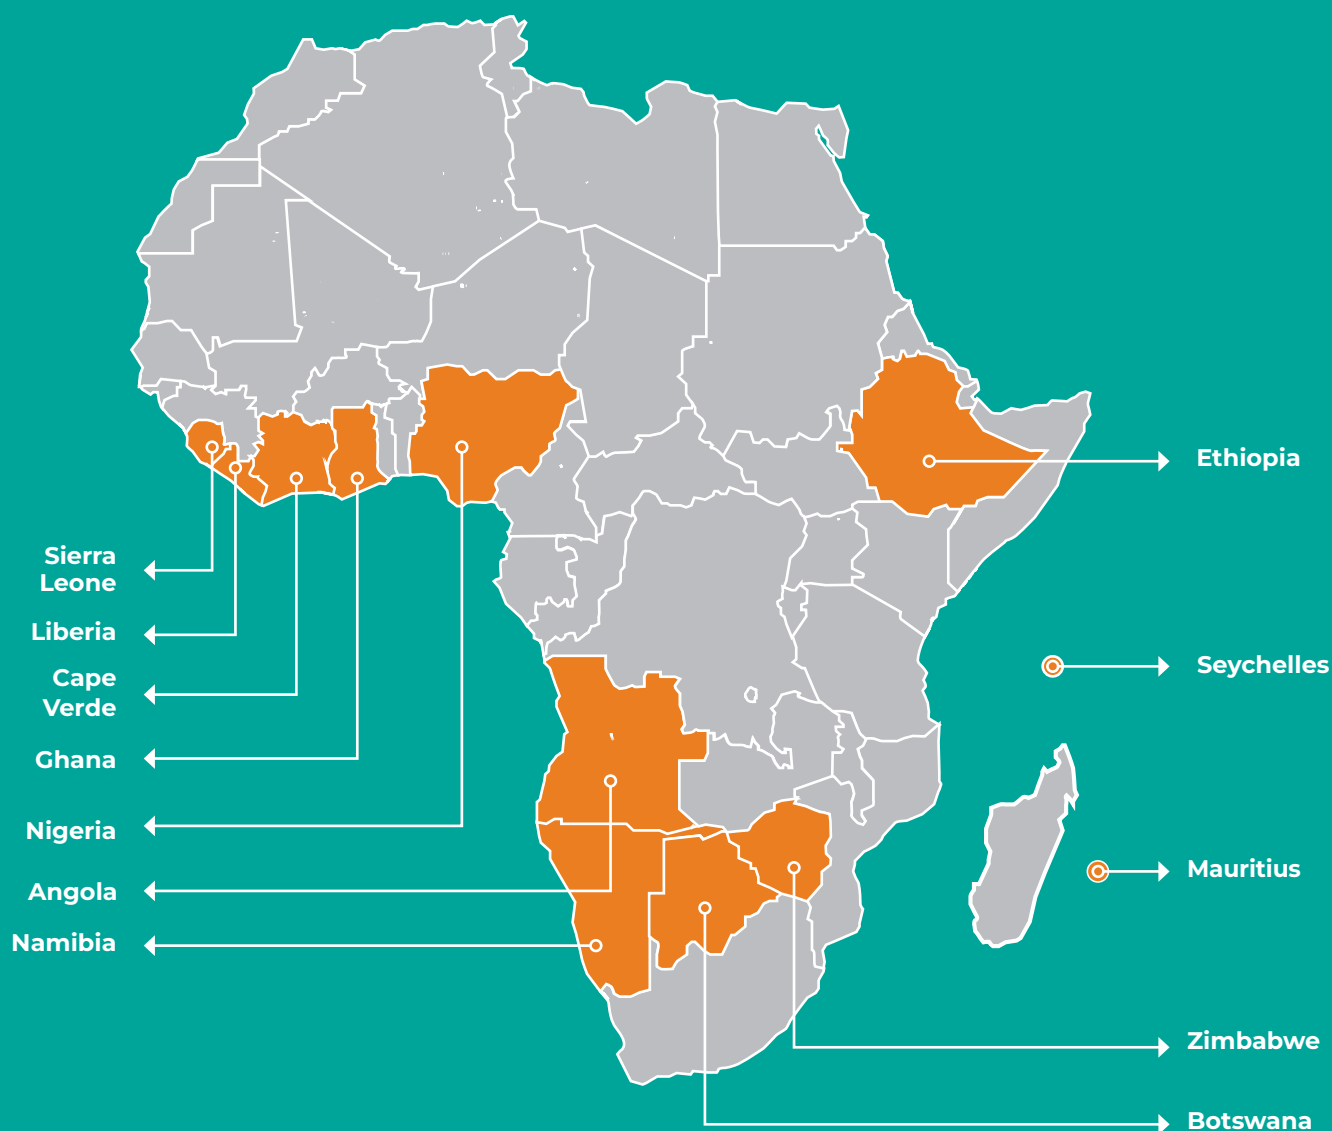 Ethiopia
Sierra
Leone
Liberia
Seychelles
Cape
Verde
Ghana
Nigeria
Mauritius
Angola
Namibia
Zimbabwe
Botswana